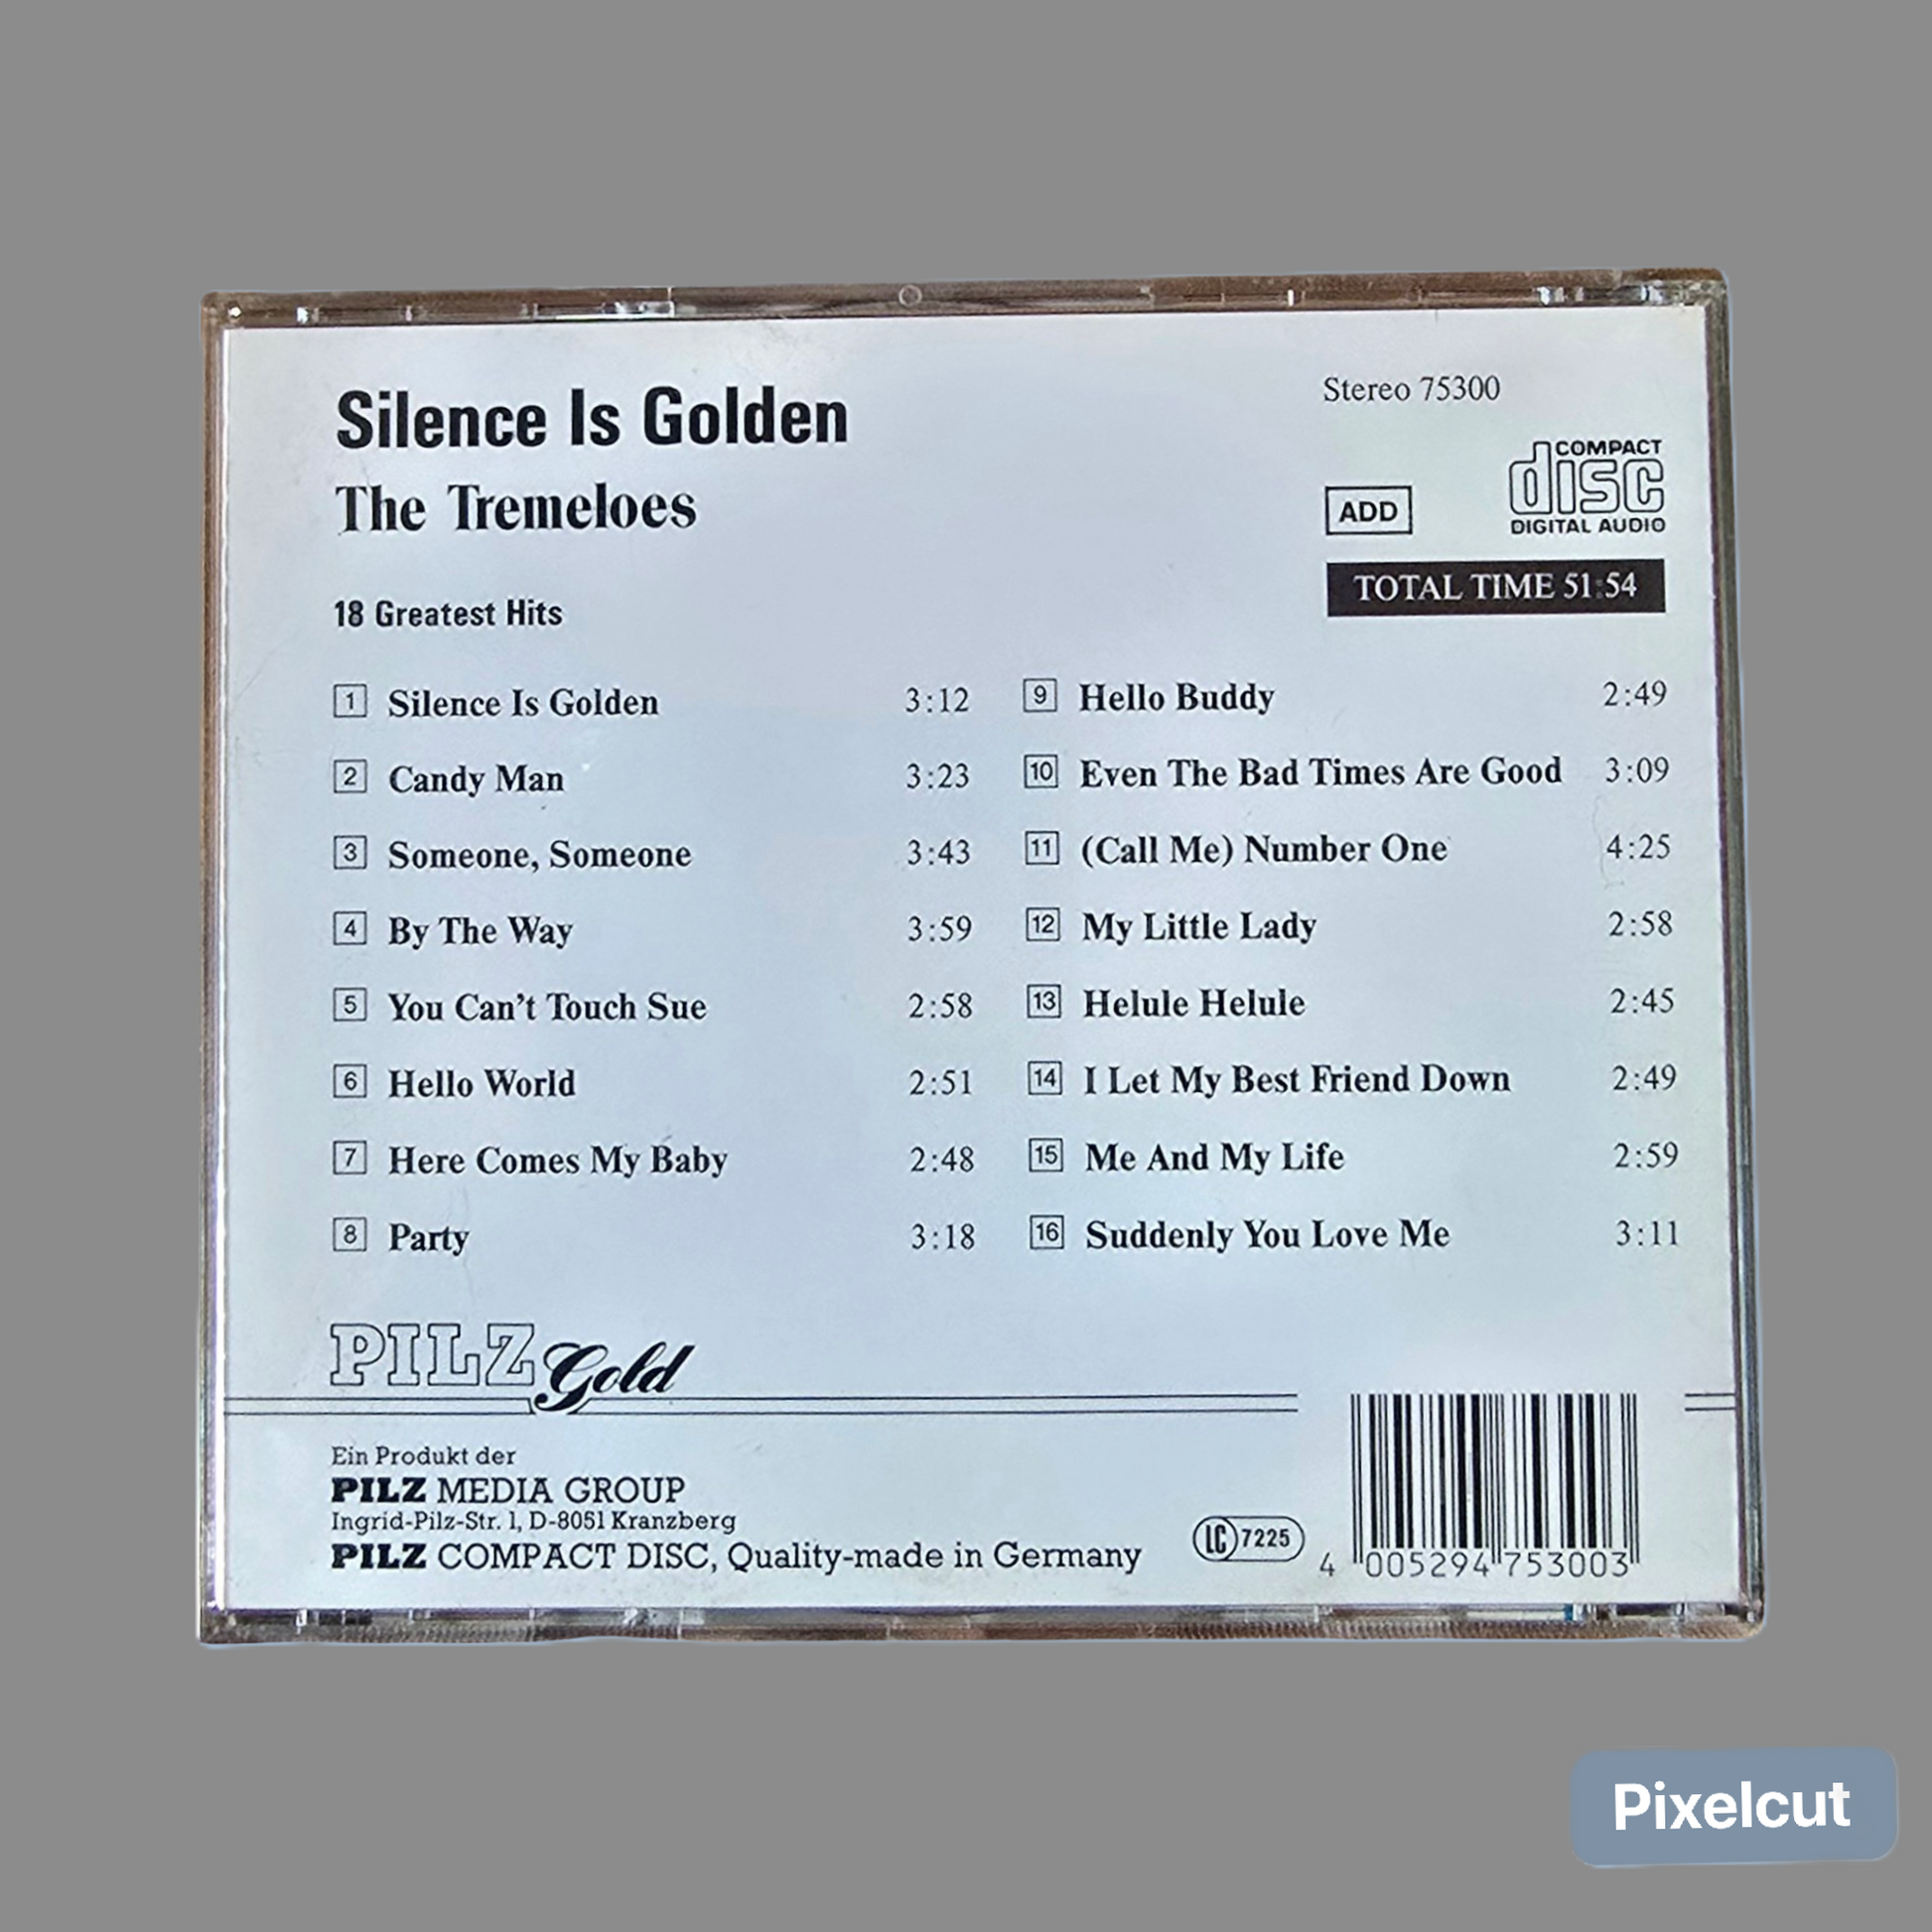 Silence Is Golden
The Tremeloes
18 Greatest Hits
Stereo 75300
ADD
COMPACT
disc
DIGITAL AUDIO
TOTAL TIME 51:54
1 Silence Is Golden 3:12
2 Candy Man 3:23
3 Someone, Someone 3:43
4 By The Way 3:59
5 You Can't Touch Sue 2:58
6 Hello World 2:51
7 Here Comes My Baby 2:48
8 Party 3:18
9 Hello Buddy 2:49
10 Even The Bad Times Are Good 3:09
11 (Call Me) Number One 4:25
12 My Little Lady 2:58
13 Helule Helule 2:45
14 I Let My Best Friend Down 2:49
15 Me And My Life 2:59
16 Suddenly You Love Me 3:11
PILZ Gold
Ein Produkt der
PILZ MEDIA GROUP
Ingrid-Pilz-Str. 1, D-8051 Kranzberg
PILZ COMPACT DISC, Quality-made in Germany
LC 7225
4 005294 753003
Pixelcut